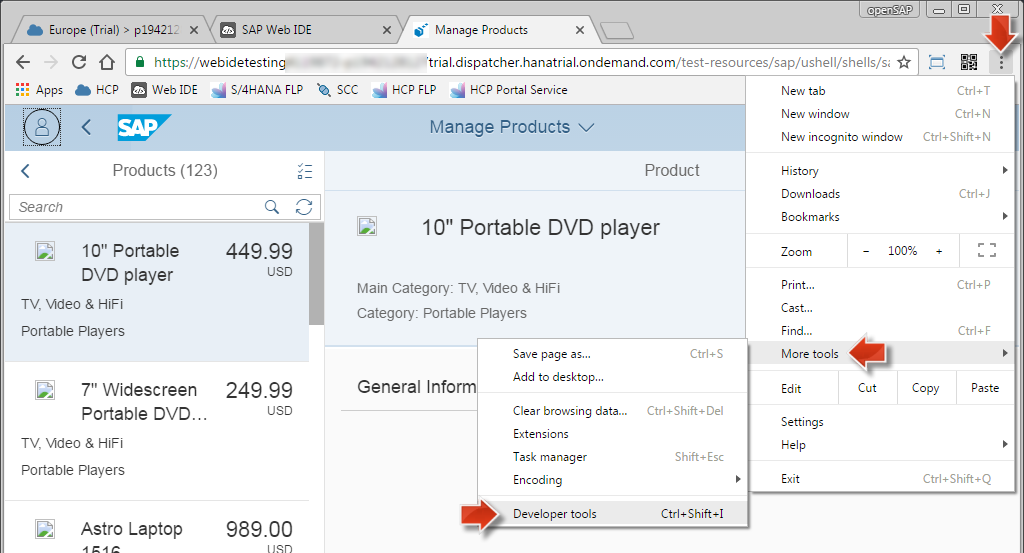 openSAP
Europe (Trial) > p194212
SAP Web IDE
Manage Products
https://webidetesting
trial.dispatcher.hanatrial.ondemand.com/test-resources/sap/ushell/shells/sa
Apps
HCP
Web IDE
S/4HANA FLP
SCC
HCP FLP
HCP Portal Service
SAP
Manage Products
Products (123)
Search
10" Portable
DVD player
449.99
USD
TV, Video & HiFi
Portable Players
7" Widescreen
Portable DVD...
249.99
USD
TV, Video & HiFi
Portable Players
Astro Laptop
1516
989.00
USD
Product
10" Portable DVD player
Main Category: TV, Video & HiFi
Category: Portable Players
General Inform
New tab Ctrl+T
New window Ctrl+N
New incognito window Ctrl+Shift+N
History
Downloads Ctrl+J
Bookmarks
Zoom − 100% +
Print... Ctrl+P
Cast...
Find... Ctrl+F
More tools
Edit Cut Copy Paste
Settings
Help
Exit Ctrl+Shift+Q
Save page as... Ctrl+S
Add to desktop...
Clear browsing data... Ctrl+Shift+Del
Extensions
Task manager Shift+Esc
Encoding
Developer tools Ctrl+Shift+I